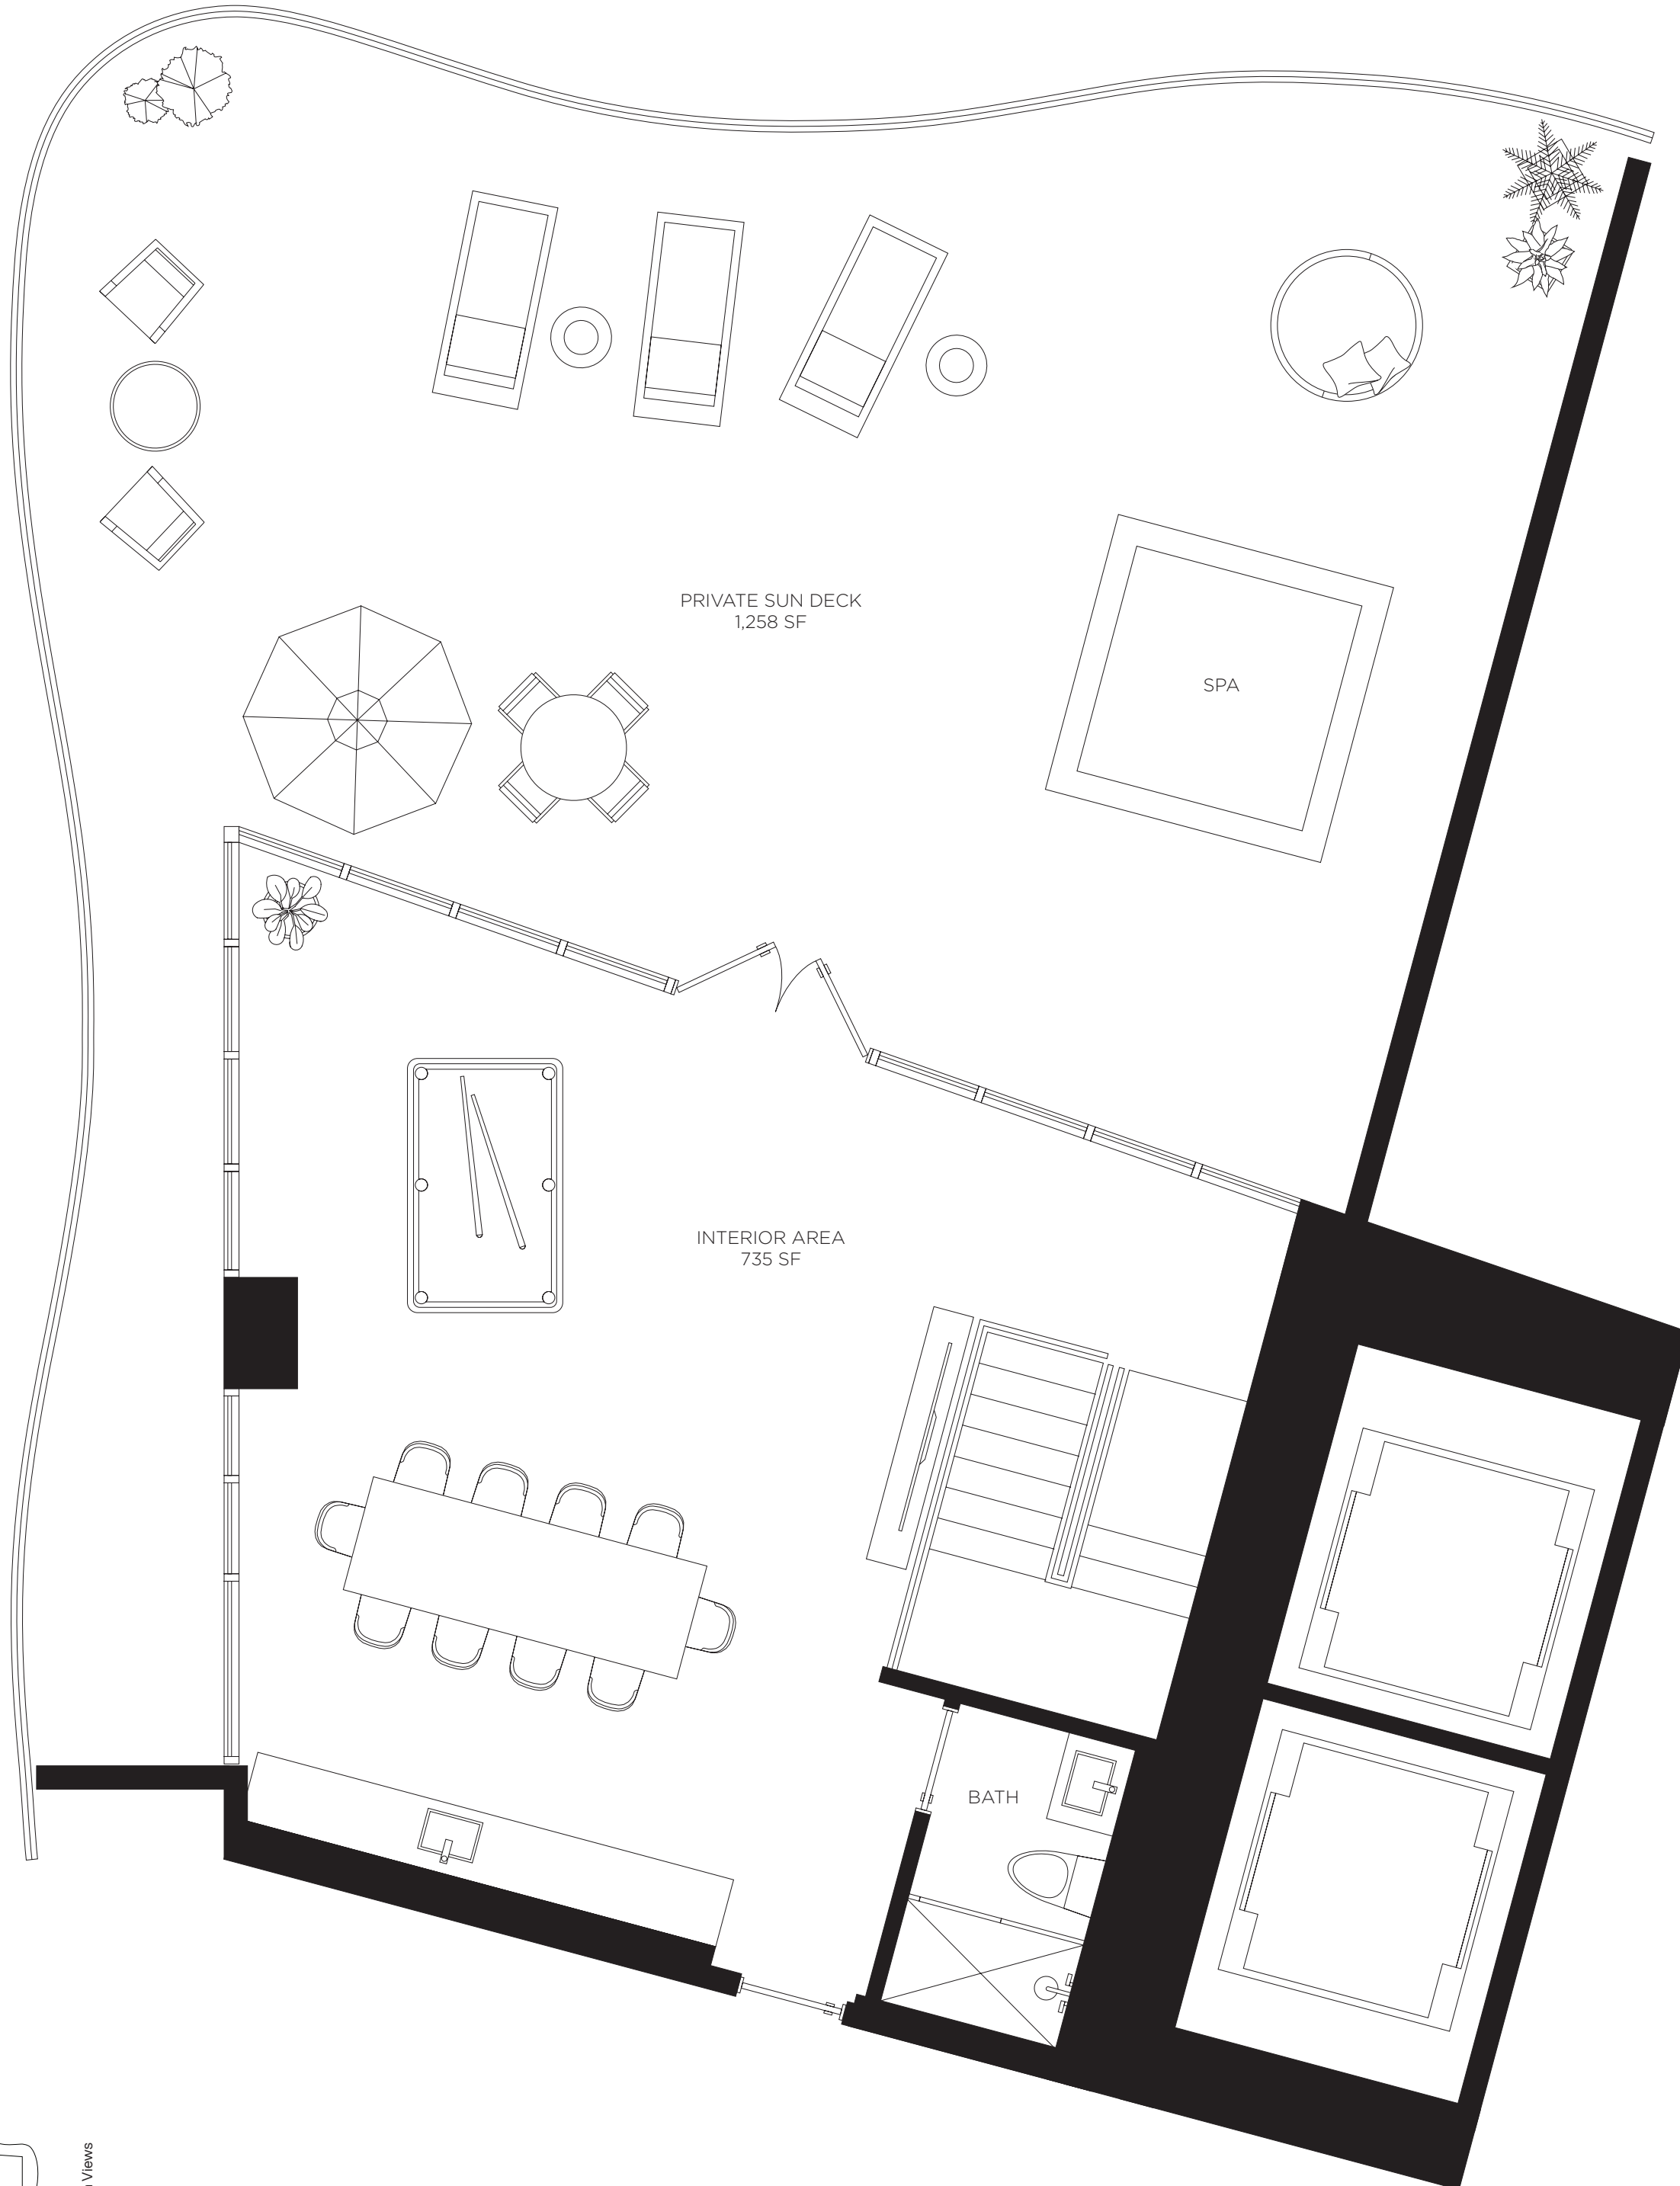 PRIVATE SUN DECK
1,258 SF
SPA
INTERIOR AREA
735 SF
BATH
Views